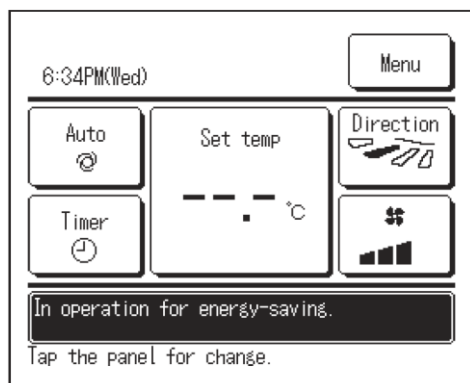 6:34PM(Wed)
Menu
Auto
Set temp
Direction
--.-℃
Timer
In operation for energy-saving.
Tap the panel for change.